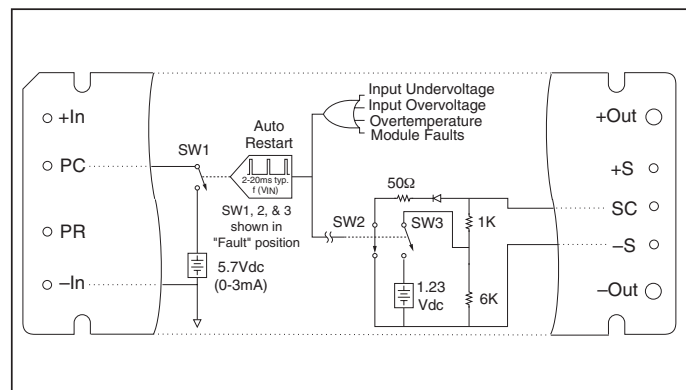 +In
PC
PR
–In
SW1
5.7Vdc
(0-3mA)
Auto
Restart
2-20ms typ.
f (VIN)
SW1, 2, & 3
shown in
"Fault" position
Input Undervoltage
Input Overvoltage
Overtemperature
Module Faults
50Ω
SW2
SW3
1K
1.23
Vdc
6K
+Out
+S
SC
–S
–Out